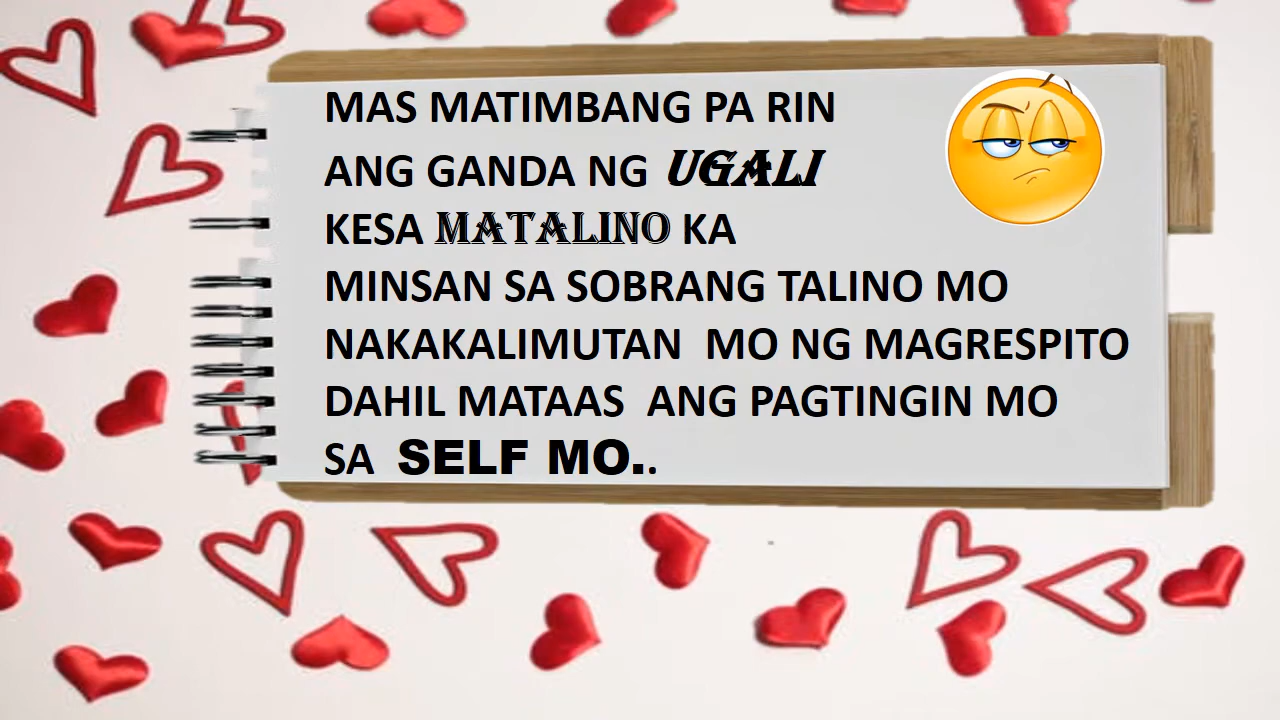 MAS MATIMBANG PA RIN
ANG GANDA NG UGALI
KESA MATALINO KA
MINSAN SA SOBRANG TALINO MO
NAKAKALIMUTAN  MO NG MAGRESPITO
DAHIL MATAAS  ANG PAGTINGIN MO
SA  SELF MO..